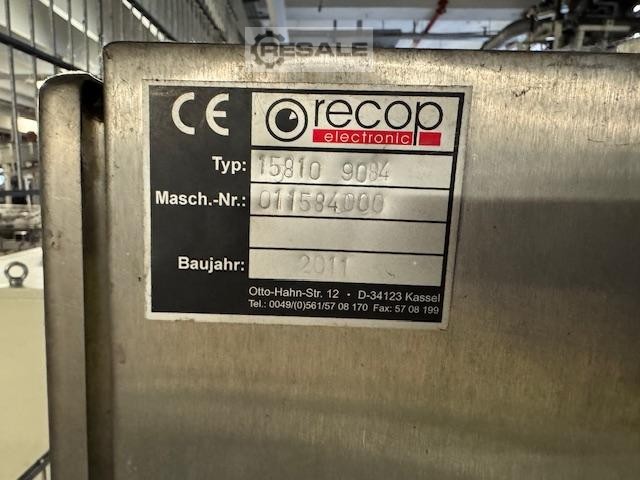 RESALE
CE recop
electronic
Typ: 15810 9084
Masch.-Nr.: 011584000
Baujahr: 2011
Otto-Hahn-Str. 12 · D-34123 Kassel
Tel.: 0049/(0)561/57 08 170 Fax: 57 08 199